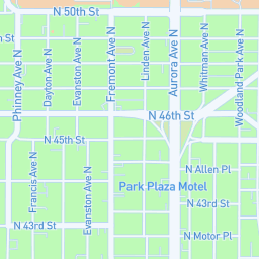 N 50th St
Phinney Ave N
Dayton Ave N
Evanston Ave N
Fremont Ave N
Linden Ave N
Aurora Ave N
Whitman Ave N
Woodland Park Ave N
N 46th St
N 45th St
N Allen Pl
Francis Ave N
Evanston Ave N
Park Plaza Motel
N 43rd St
N 43rd St
N Motor Pl